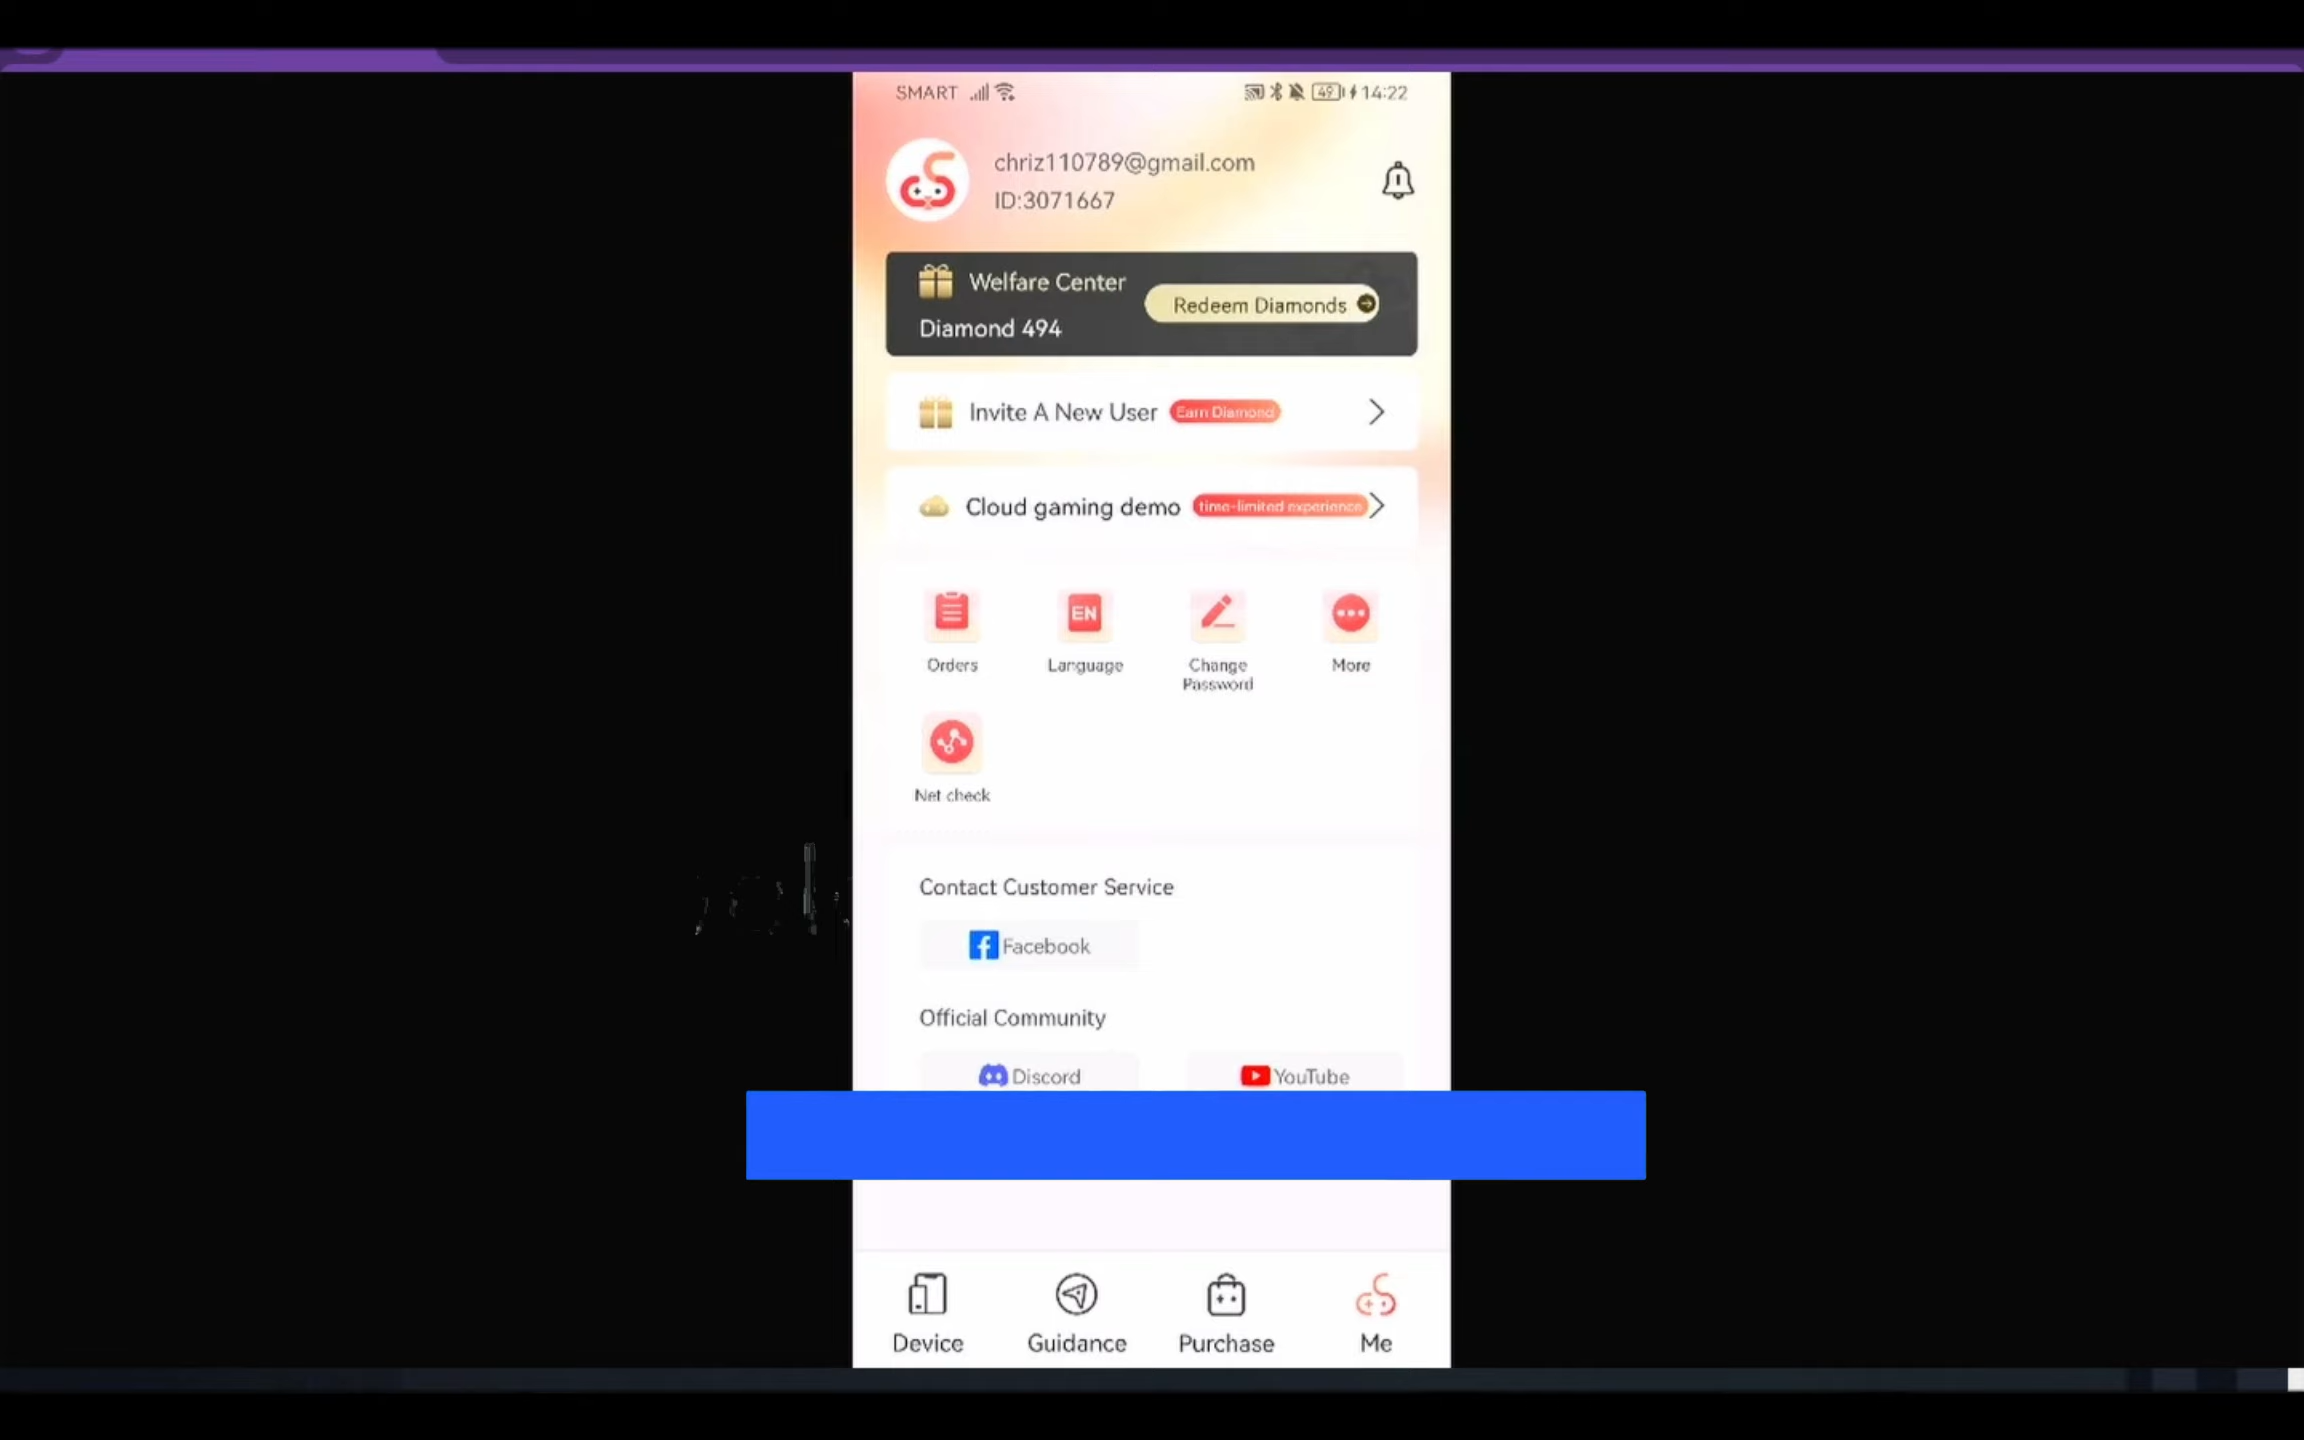 SMART
49 14:22
chriz110789@gmail.com
ID:3071667
Welfare Center
Redeem Diamonds
Diamond 494
Invite A New User Earn Diamond
Cloud gaming demo time-limited experience
EN
Orders Language Change Password More
Net check
Contact Customer Service
Facebook
Official Community
Discord YouTube
Device Guidance Purchase Me